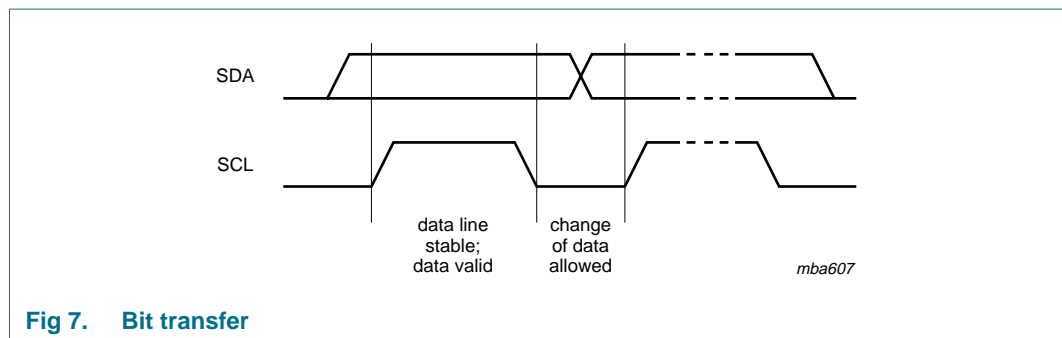 SDA
SCL
data line
stable;
data valid
change
of data
allowed
mba607
Fig 7. Bit transfer